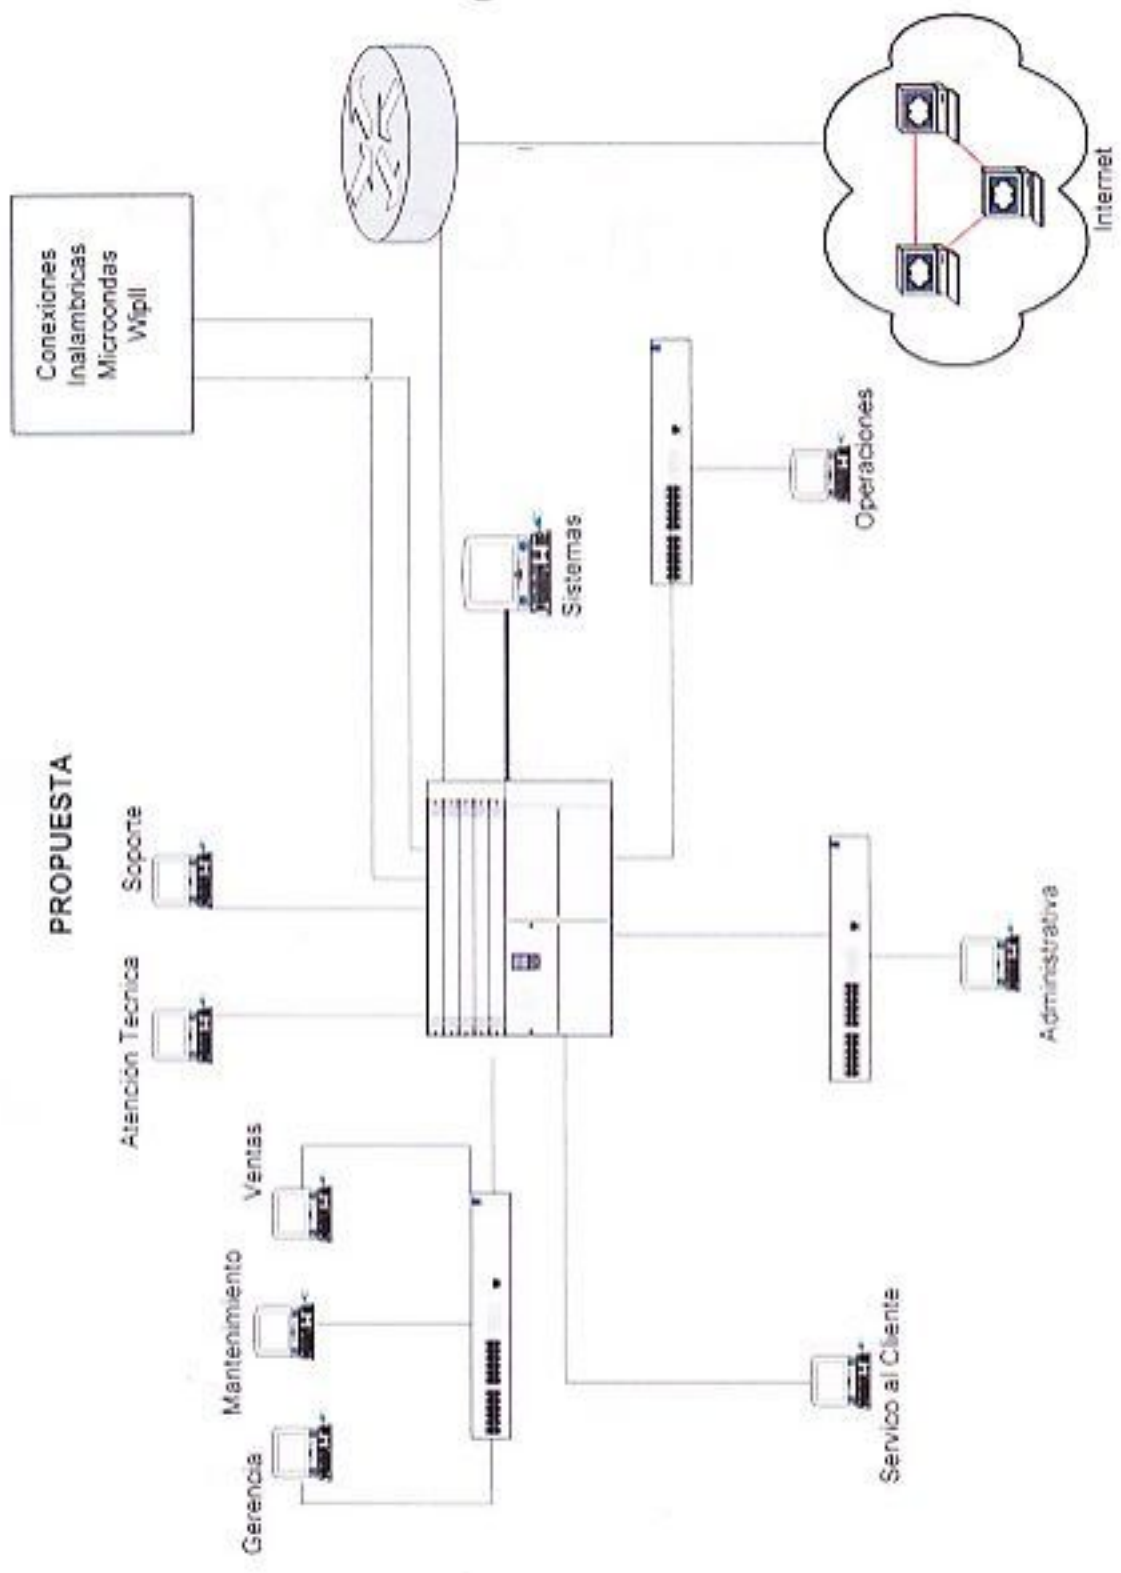 PROPUESTA
Conexiones
Inalambricas
Microondas
Wipll
Soporte
Atención Tecnica
Ventas
Mantenimiento
Gerencia
Sistemas
Operaciones
Internet
Administrativa
Servico al Cliente